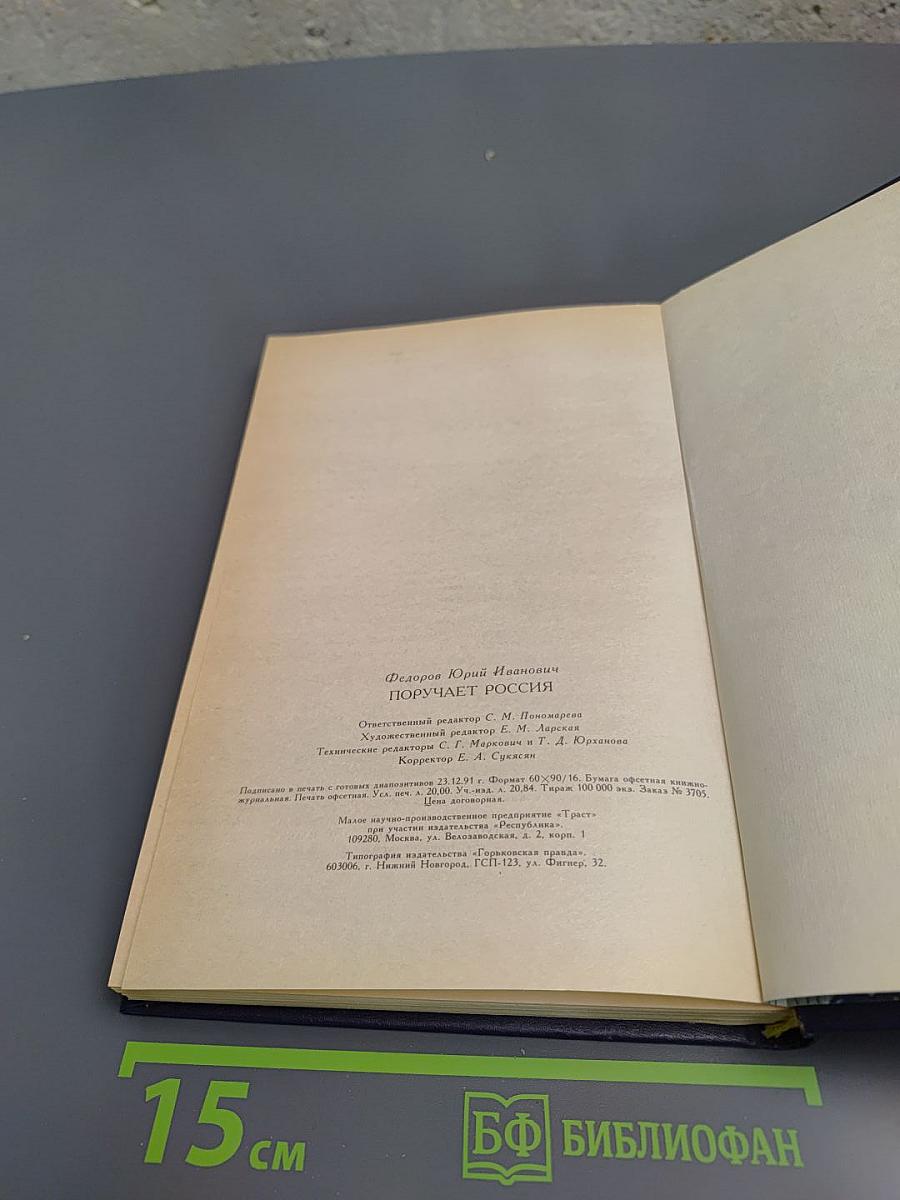 Федоров Юрий Иванович
ПОРУЧАЕТ РОССИЯ
Ответственный редактор С. М. Пономарева
Художественный редактор Е. М. Ларская
Технические редакторы С. Г. Маркович и Т. Д. Юрханова
Корректор Е. А. Сукясян
Подписано в печать с готовых диапозитивов 23.12.91 г. Формат 60×90/16. Бумага офсетная книжно-
журнальная. Печать офсетная. Усл. печ. л. 20,00. Уч.-изд. л. 20,84. Тираж 100 000 экз. Заказ № 3705.
Цена договорная.
Малое научно-производственное предприятие «Траст»
при участии издательства «Республика».
109280, Москва, ул. Велозаводская, д. 2, корп. 1
Типография издательства «Горьковская правда».
603006, г. Нижний Новгород, ГСП-123, ул. Фигнер, 32.
15 см
БФ БИБЛИОФАН